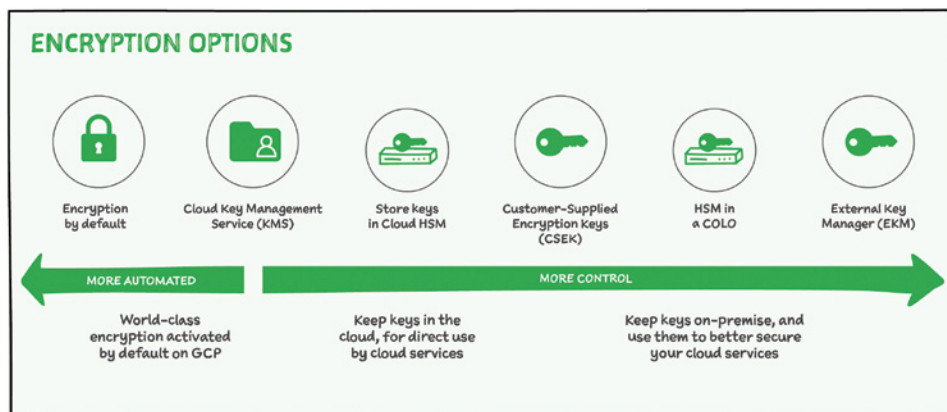 ENCRYPTION OPTIONS
Encryption
by default
Cloud Key Management
Service (KMS)
Store keys
in Cloud HSM
Customer-Supplied
Encryption Keys
(CSEK)
HSM in
a COLO
External Key
Manager (EKM)
MORE AUTOMATED
MORE CONTROL
World-class
encryption activated
by default on GCP
Keep keys in the
cloud, for direct use
by cloud services
Keep keys on-premise, and
use them to better secure
your cloud services